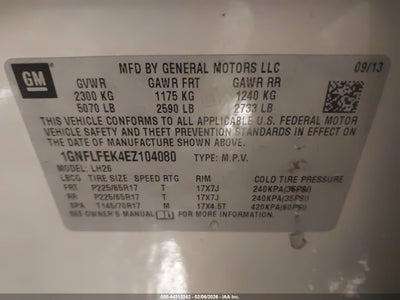 GM
MFD BY GENERAL MOTORS LLC 09/13
GVWR GAWR FRT GAWR RR
2300 KG 1175 KG 1240 KG
5070 LB 2590 LB 2733 LB
THIS VEHICLE CONFORMS TO ALL APPLICABLE U.S. FEDERAL MOTOR
VEHICLE SAFETY, BUMPER, AND THEFT PREVENTION
STANDARDS IN EFFECT ON THE
DATE OF MANUFACTURE SHOWN ABOVE.
1GNFLFEK4EZ104080 TYPE: M.P.V.
MODEL: LH26
TIRE SIZE SPEED RTG RIM COLD TIRE PRESSURE
FRT P225/65R17 T 17X7J 240KPA(35PSI)
RR P225/65R17 T 17X7J 240KPA(35PSI)
SPA T145/70R17 M 17X4.5T 420KPA(60PSI)
SEE OWNER'S MANUAL FOR MORE INFORMATION